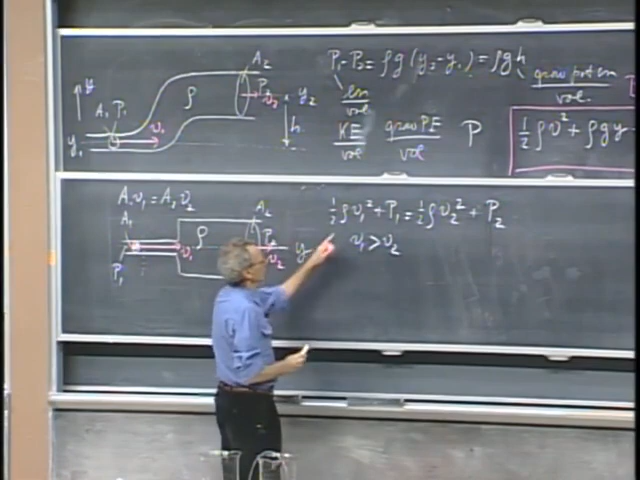 P₁-P₂=ρg(y₂-y₁)=ρgh
en/vol
grav pot en/vol.
KE/vol
grav PE/vol
P
½ρv²+ρgy
y
A₁ P₁
y₁
v₁
ρ
A₂
P₂
v₂
y₂
h
A₁v₁=A₂v₂
A₁
P₁
v₁
ρ
A₂
P₂
v₂
y
½ρv₁²+P₁=½ρv₂²+P₂
v₁>v₂